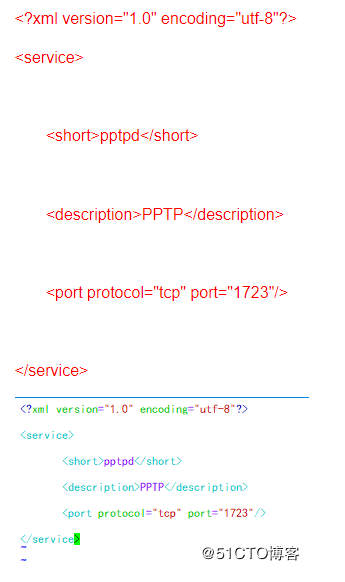 <?xml version="1.0" encoding="utf-8"?>
<service>
<short>pptpd</short>
<description>PPTP</description>
<port protocol="tcp" port="1723"/>
</service>
<?xml version="1.0" encoding="utf-8"?>
<service>
<short>pptpd</short>
<description>PPTP</description>
<port protocol="tcp" port="1723"/>
</service>
~
~
@51CTO博客